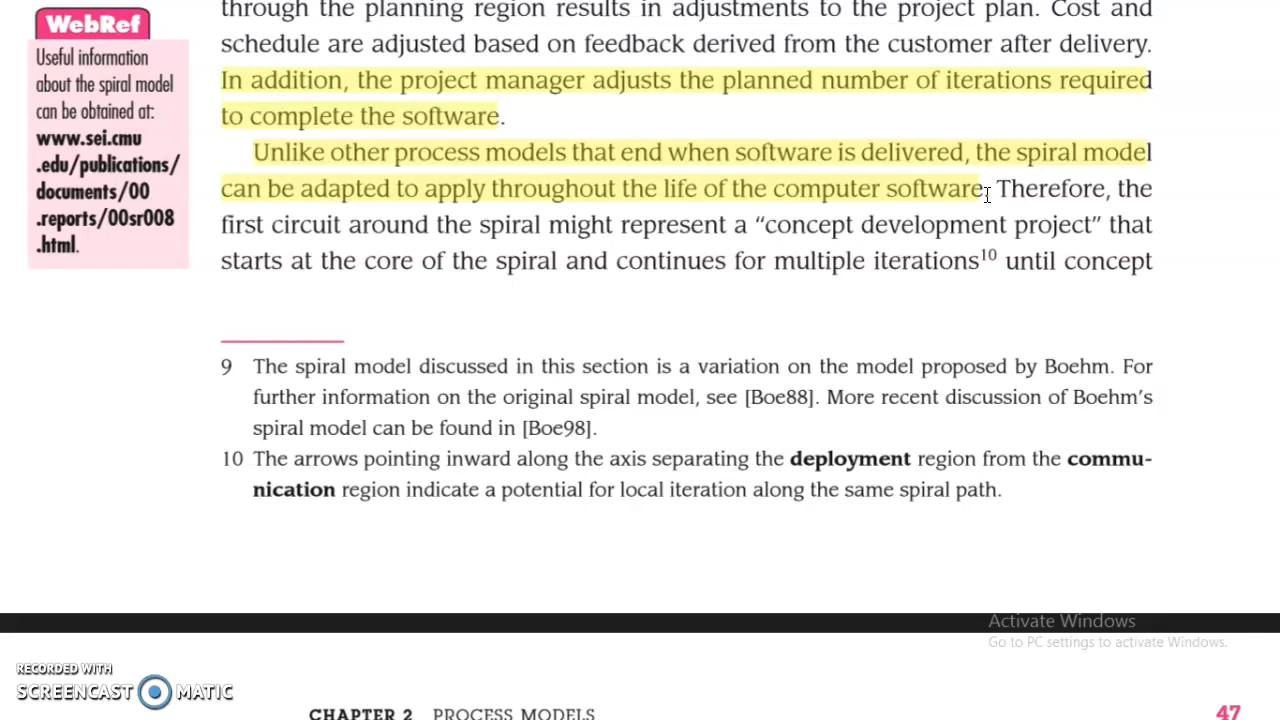 WebRef
Useful information
about the spiral model
can be obtained at:
www.sei.cmu
.edu/publications/
documents/00
.reports/00sr008
.html.
through the planning region results in adjustments to the project plan. Cost and
schedule are adjusted based on feedback derived from the customer after delivery.
In addition, the project manager adjusts the planned number of iterations required
to complete the software.
Unlike other process models that end when software is delivered, the spiral model
can be adapted to apply throughout the life of the computer software. Therefore, the
first circuit around the spiral might represent a “concept development project” that
starts at the core of the spiral and continues for multiple iterations10 until concept
9 The spiral model discussed in this section is a variation on the model proposed by Boehm. For
further information on the original spiral model, see [Boe88]. More recent discussion of Boehm’s
spiral model can be found in [Boe98].
10 The arrows pointing inward along the axis separating the deployment region from the commu-
nication region indicate a potential for local iteration along the same spiral path.
Activate Windows
Go to PC settings to activate Windows.
RECORDED WITH
SCREENCAST MATIC
CHAPTER 2 PROCESS MODELS 47